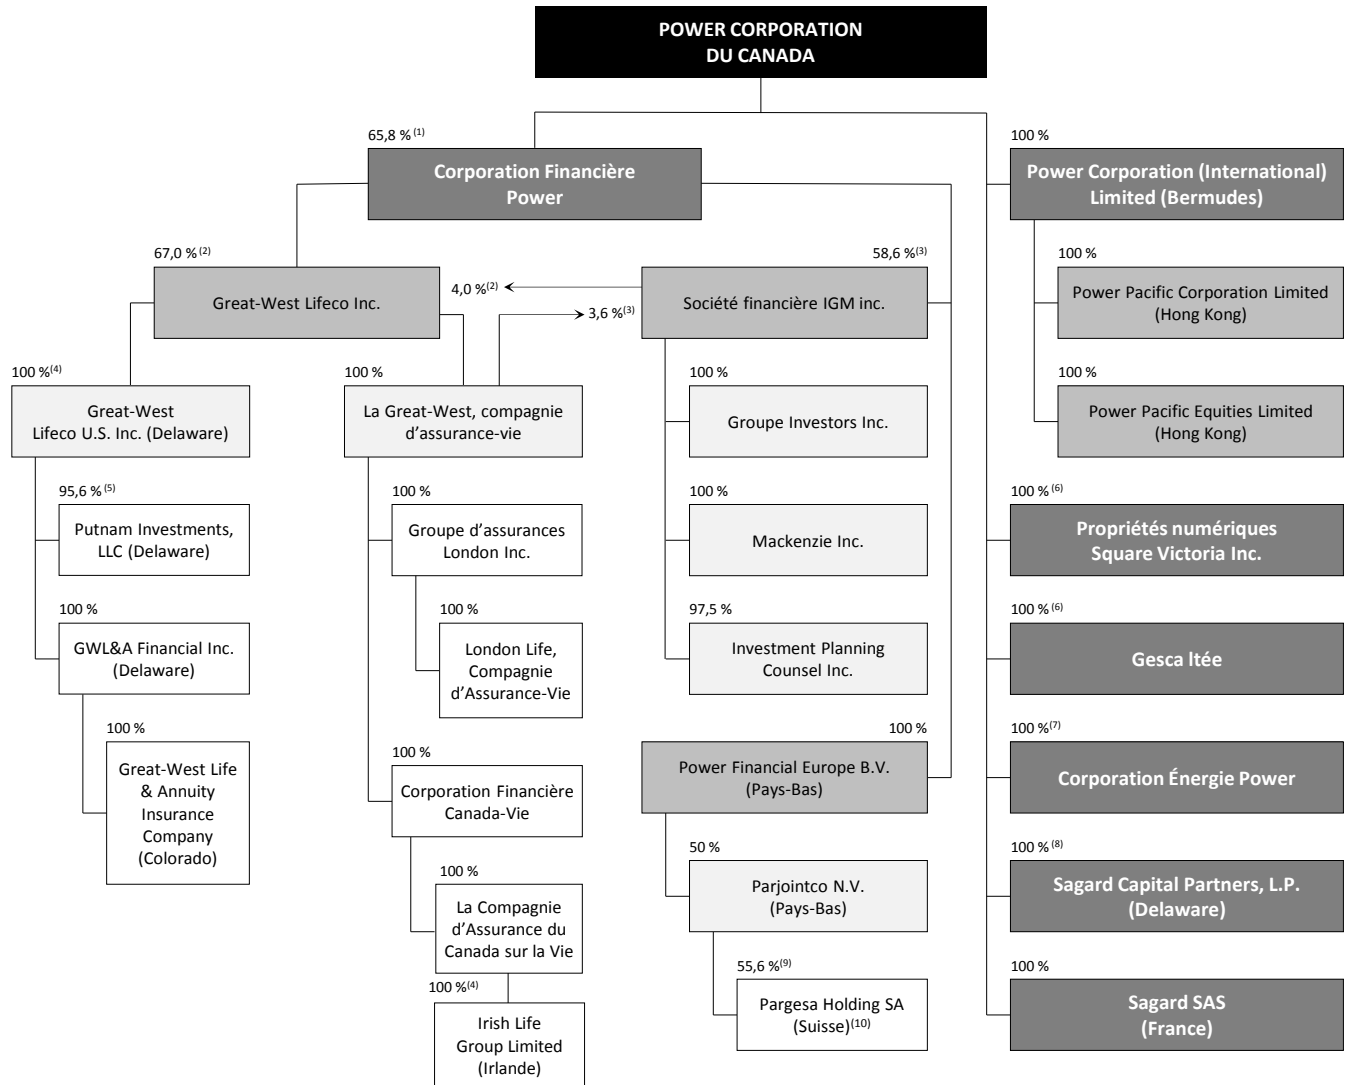 POWER CORPORATION
DU CANADA
65,8 % (1)
Corporation Financière
Power
100 %
Power Corporation (International)
Limited (Bermudes)
67,0 % (2)
Great-West Lifeco Inc.
4,0 %(2)
3,6 %(3)
58,6 %(3)
Société financière IGM inc.
100 %
Power Pacific Corporation Limited
(Hong Kong)
100 %
Power Pacific Equities Limited
(Hong Kong)
100 %(4)
Great-West
Lifeco U.S. Inc. (Delaware)
100 %
La Great-West, compagnie
d’assurance-vie
100 %
Groupe Investors Inc.
95,6 % (5)
Putnam Investments,
LLC (Delaware)
100 %
Groupe d’assurances
London Inc.
100 %
Mackenzie Inc.
100 % (6)
Propriétés numériques
Square Victoria Inc.
100 %
GWL&A Financial Inc.
(Delaware)
100 %
London Life,
Compagnie
d’Assurance-Vie
97,5 %
Investment Planning
Counsel Inc.
100 % (6)
Gesca ltée
100 %
Great-West Life
& Annuity
Insurance
Company
(Colorado)
100 %
Corporation Financière
Canada-Vie
100 %
Power Financial Europe B.V.
(Pays-Bas)
100 %(7)
Corporation Énergie Power
100 %
La Compagnie
d’Assurance du
Canada sur la Vie
50 %
Parjointco N.V.
(Pays-Bas)
100 % (8)
Sagard Capital Partners, L.P.
(Delaware)
100 %(4)
Irish Life
Group Limited
(Irlande)
55,6 %(9)
Pargesa Holding SA
(Suisse)(10)
100 %
Sagard SAS
(France)